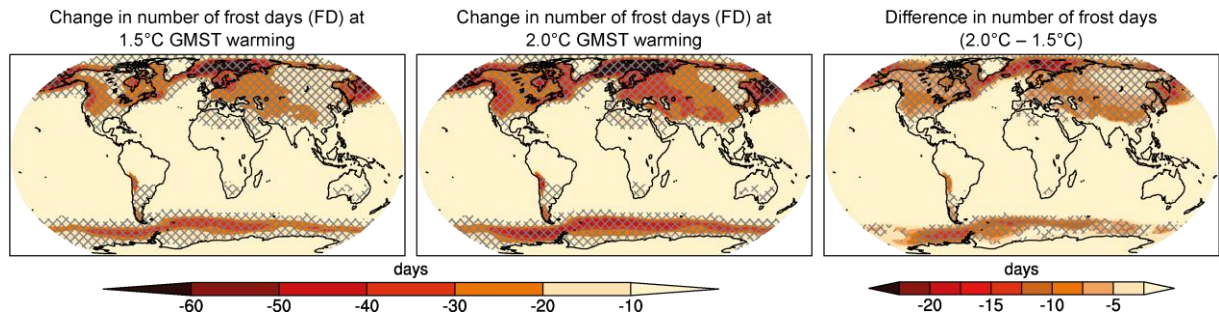 Change in number of frost days (FD) at
1.5°C GMST warming
Change in number of frost days (FD) at
2.0°C GMST warming
Difference in number of frost days
(2.0°C – 1.5°C)
days
-60 -50 -40 -30 -20 -10
days
-20 -15 -10 -5